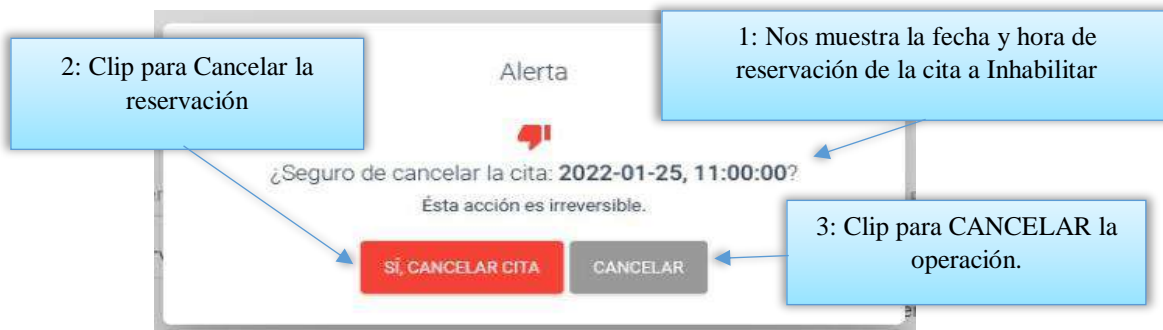 1: Nos muestra la fecha y hora de
reservación de la cita a Inhabilitar
2: Clip para Cancelar la
reservación
Alerta
¿Seguro de cancelar la cita: 2022-01-25, 11:00:00?
Ésta acción es irreversible.
3: Clip para CANCELAR la
operación.
SÍ, CANCELAR CITA
CANCELAR